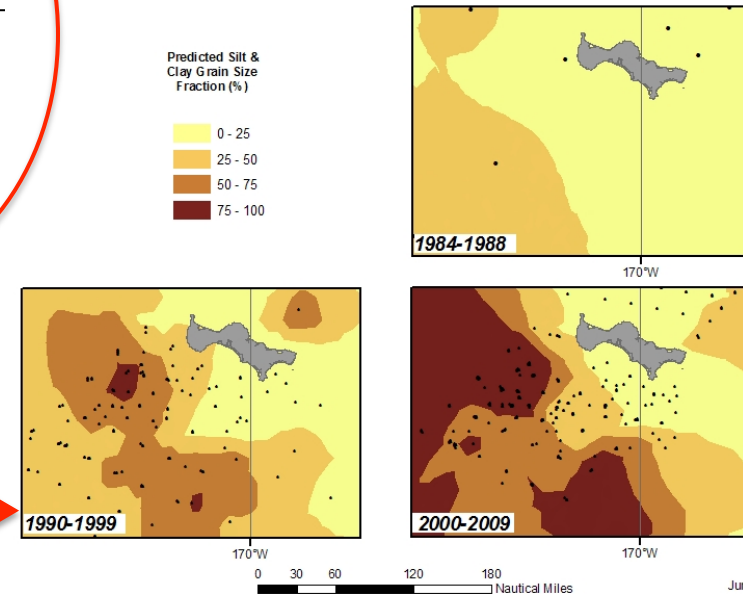 Predicted Silt &
Clay Grain Size
Fraction (%)
0 - 25
25 - 50
50 - 75
75 - 100
1984-1988
170°W
1990-1999
170°W
2000-2009
170°W
0 30 60 120 180
Nautical Miles